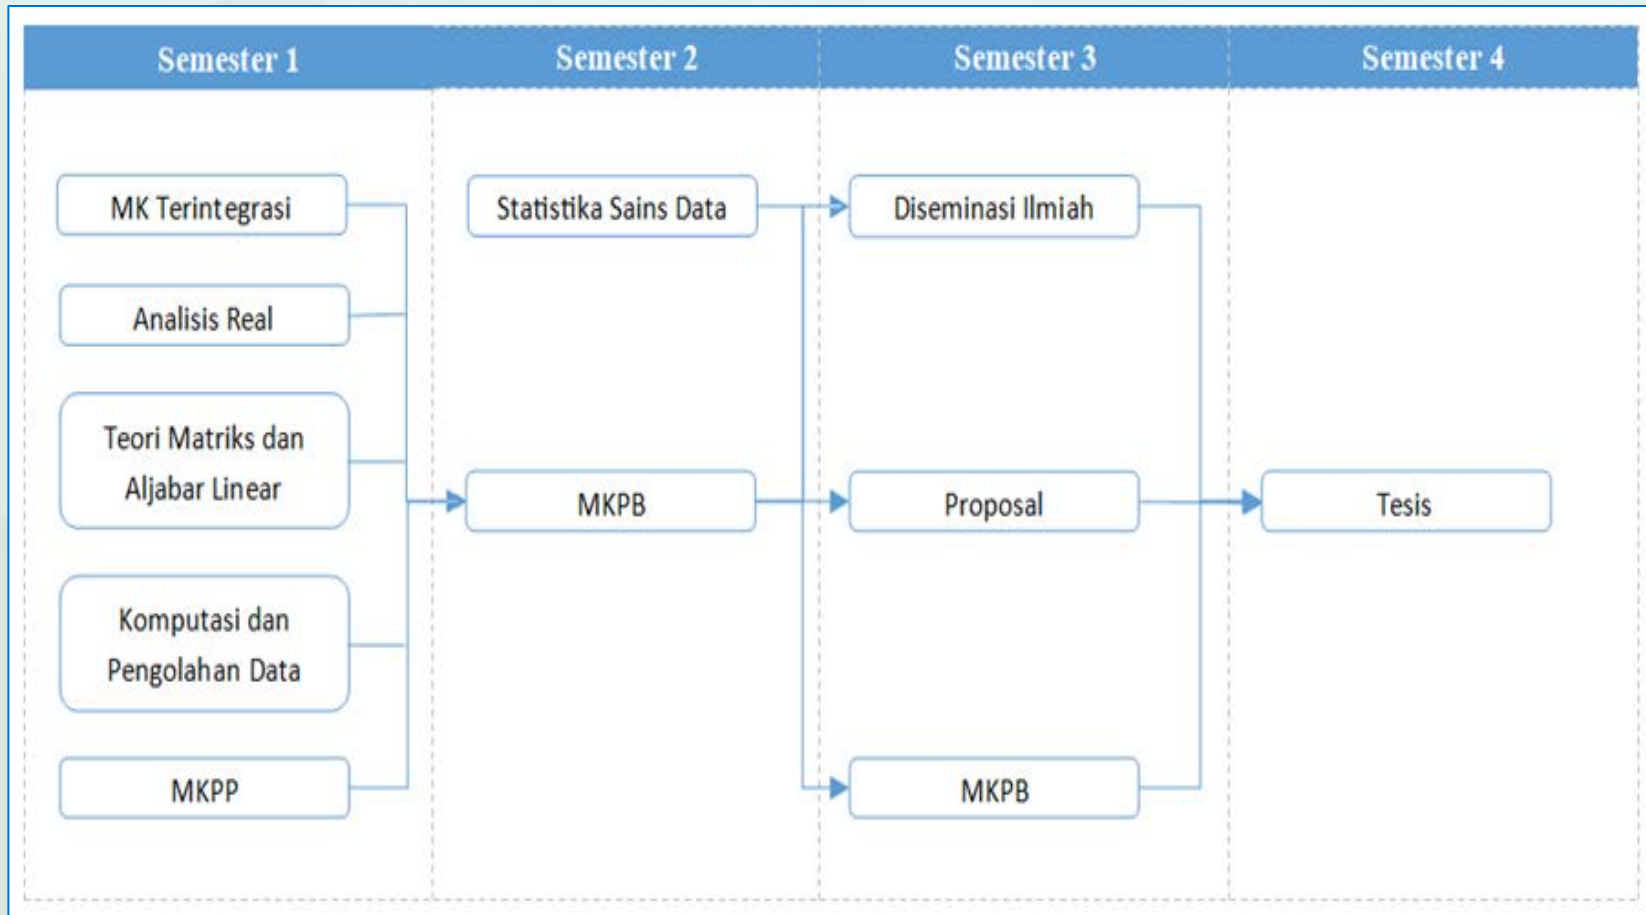 Semester 1
Semester 2
Semester 3
Semester 4
MK Terintegrasi
Analisis Real
Teori Matriks dan
Aljabar Linear
Komputasi dan
Pengolahan Data
MKPP
Statistika Sains Data
MKPB
Diseminasi Ilmiah
Proposal
MKPB
Tesis